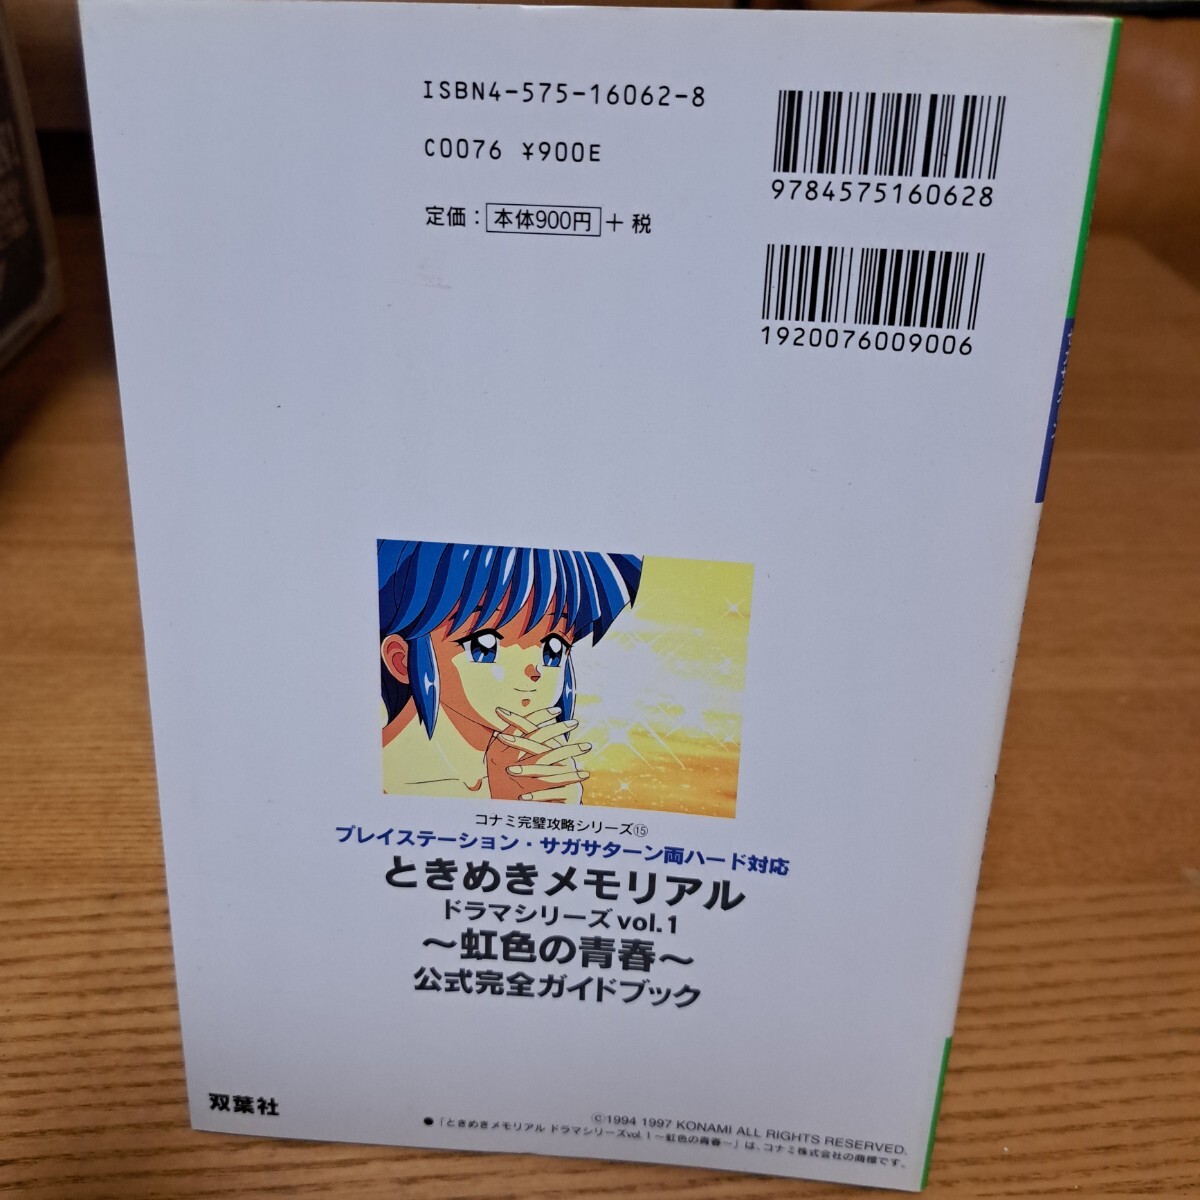 ISBN4-575-16062-8
C0076 ¥900E
定価：本体900円＋税
9784575160628
1920076009006
コナミ完璧攻略シリーズ⑮
プレイステーション・サガサターン両ハード対応
ときめきメモリアル
ドラマシリーズvol.1
〜虹色の青春〜
公式完全ガイドブック
双葉社
©1994 1997 KONAMI ALL RIGHTS RESERVED.
●「ときめきメモリアル ドラマシリーズvol.1〜虹色の青春〜」は、コナミ株式会社の商標です。